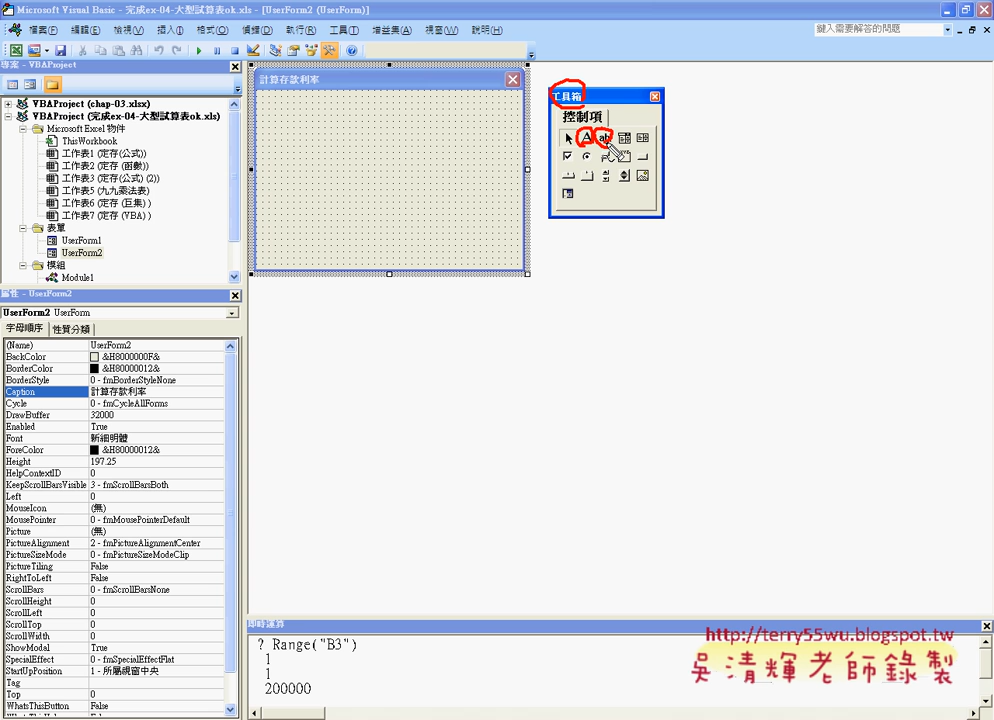 Microsoft Visual Basic - 完成ex-04-大型試算表ok.xls - [UserForm2 (UserForm)]
檔案(F) 編輯(E) 檢視(V) 插入(I) 格式(O) 偵錯(D) 執行(R) 工具(T) 增益集(A) 視窗(W) 說明(H)
鍵入需要解答的問題
專案 - VBAProject
VBAProject (chap-03.xlsx)
VBAProject (完成ex-04-大型試算表ok.xls)
Microsoft Excel 物件
ThisWorkbook
工作表1 (定存(公式))
工作表2 (定存 (函數))
工作表3 (定存(公式) (2))
工作表5 (九九乘法表)
工作表6 (定存 (巨集) )
工作表7 (定存 (VBA) )
表單
UserForm1
UserForm2
模組
Module1
屬性 - UserForm2
UserForm2 UserForm
字母順序 性質分類
(Name) UserForm2
BackColor &H8000000F&
BorderColor &H80000012&
BorderStyle 0 - fmBorderStyleNone
Caption 計算存款利率
Cycle 0 - fmCycleAllForms
DrawBuffer 32000
Enabled True
Font 新細明體
ForeColor &H80000012&
Height 197.25
HelpContextID 0
KeepScrollBarsVisible 3 - fmScrollBarsBoth
Left 0
MouseIcon (無)
MousePointer 0 - fmMousePointerDefault
Picture (無)
PictureAlignment 2 - fmPictureAlignmentCenter
PictureSizeMode 0 - fmPictureSizeModeClip
PictureTiling False
RightToLeft False
ScrollBars 0 - fmScrollBarsNone
ScrollHeight 0
ScrollLeft 0
ScrollTop 0
ScrollWidth 0
ShowModal True
SpecialEffect 0 - fmSpecialEffectFlat
StartUpPosition 1 - 所屬視窗中央
Tag
Top 0
WhatsThisButton False
計算存款利率
工具箱
控制項
A ab
即時運算
? Range("B3")
1
1
200000
http://terry55wu.blogspot.tw
吳清輝老師錄製